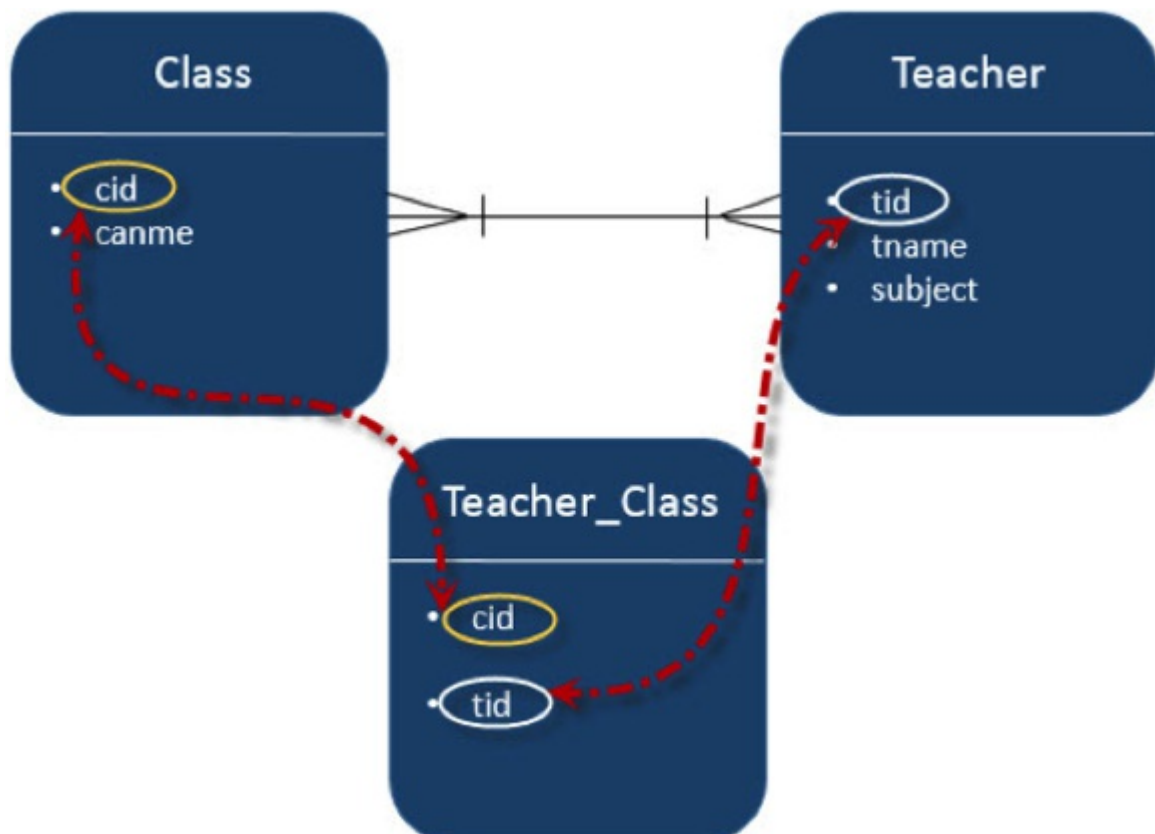 Class
cid
canme
Teacher
tid
tname
subject
Teacher_Class
cid
tid